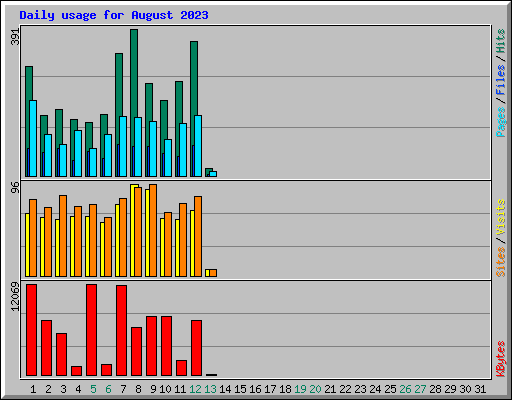 Daily usage for August 2023
391
Pages / Files / Hits
96
Sites / Visits
12069
KBytes
1 2 3 4 5 6 7 8 9 10 11 12 13 14 15 16 17 18 19 20 21 22 23 24 25 26 27 28 29 30 31